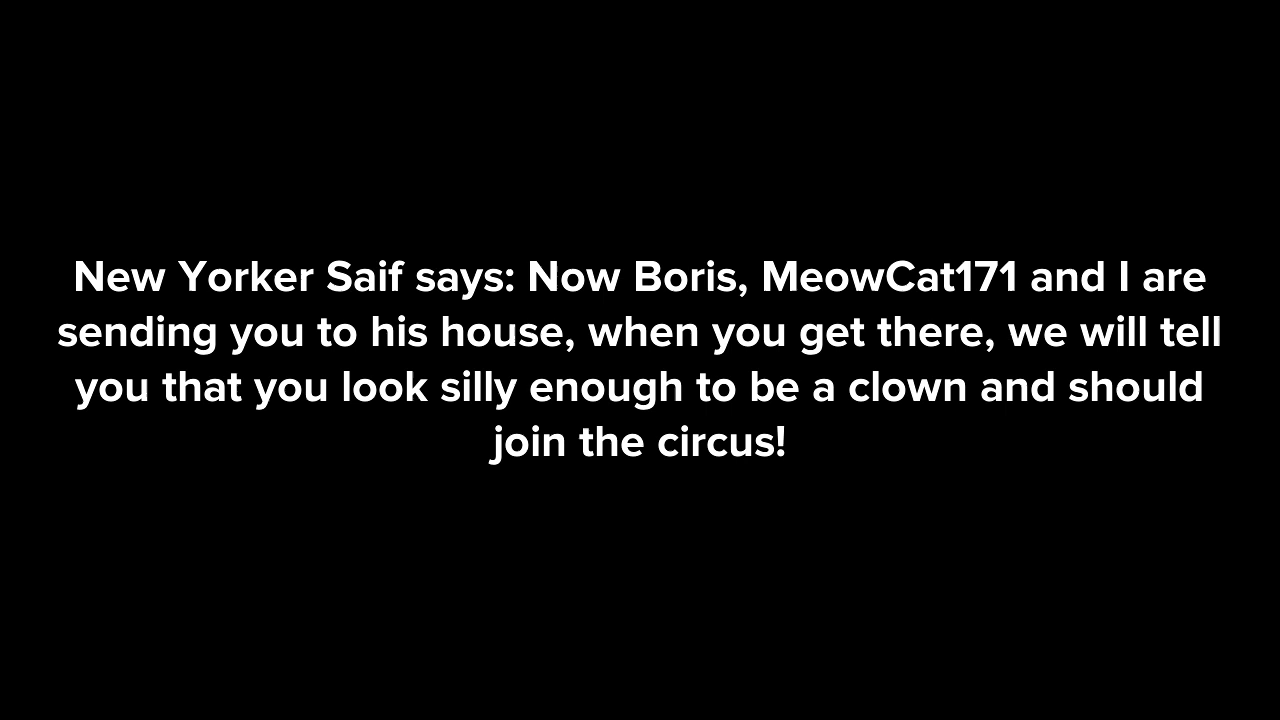 New Yorker Saif says: Now Boris, MeowCat171 and I are
sending you to his house, when you get there, we will tell
you that you look silly enough to be a clown and should
join the circus!